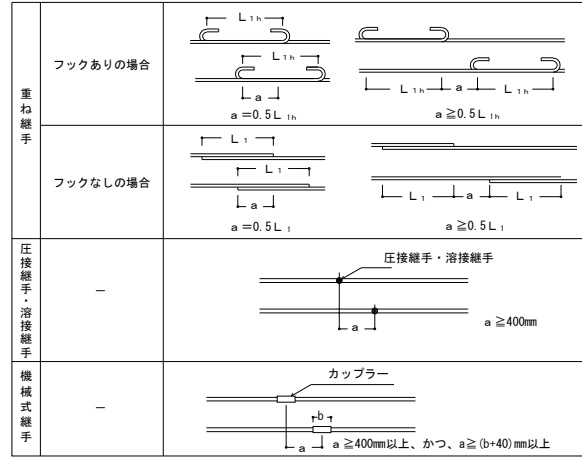 重ね継手
フックありの場合
L1h
L1h
a
a=0.5L1h
L1h
a
L1h
a≧0.5L1h
フックなしの場合
L1
L1
a
a=0.5L1
L1
a
L1
a≧0.5L1
圧接継手・溶接継手
－
圧接継手・溶接継手
a
a≧400mm
機械式継手
－
カップラー
b
a
a≧400mm以上、かつ、a≧(b+40)mm以上